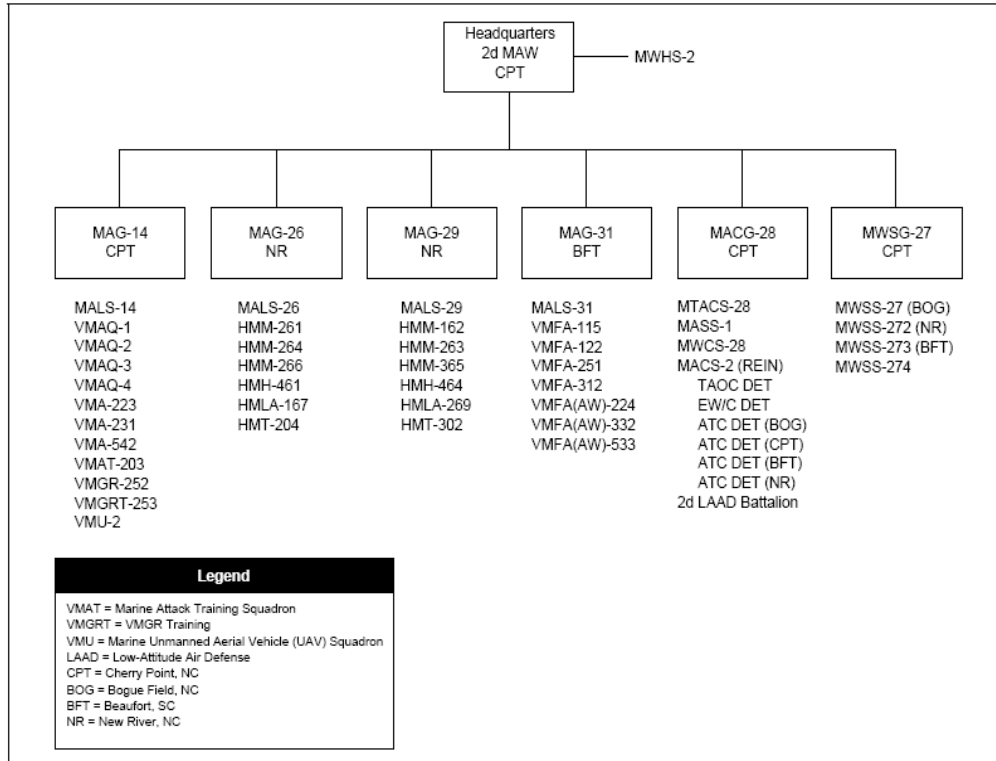 Headquarters
2d MAW
CPT
MWHS-2
MAG-14
CPT
MAG-26
NR
MAG-29
NR
MAG-31
BFT
MACG-28
CPT
MWSG-27
CPT
MALS-14
VMAQ-1
VMAQ-2
VMAQ-3
VMAQ-4
VMA-223
VMA-231
VMA-542
VMAT-203
VMGR-252
VMGRT-253
VMU-2
MALS-26
HMM-261
HMM-264
HMM-266
HMH-461
HMLA-167
HMT-204
MALS-29
HMM-162
HMM-263
HMM-365
HMH-464
HMLA-269
HMT-302
MALS-31
VMFA-115
VMFA-122
VMFA-251
VMFA-312
VMFA(AW)-224
VMFA(AW)-332
VMFA(AW)-533
MTACS-28
MASS-1
MWCS-28
MACS-2 (REIN)
TAOC DET
EW/C DET
ATC DET (BOG)
ATC DET (CPT)
ATC DET (BFT)
ATC DET (NR)
2d LAAD Battalion
MWSS-27 (BOG)
MWSS-272 (NR)
MWSS-273 (BFT)
MWSS-274
Legend
VMAT = Marine Attack Training Squadron
VMGRT = VMGR Training
VMU = Marine Unmanned Aerial Vehicle (UAV) Squadron
LAAD = Low-Attitude Air Defense
CPT = Cherry Point, NC
BOG = Bogue Field, NC
BFT = Beaufort, SC
NR = New River, NC